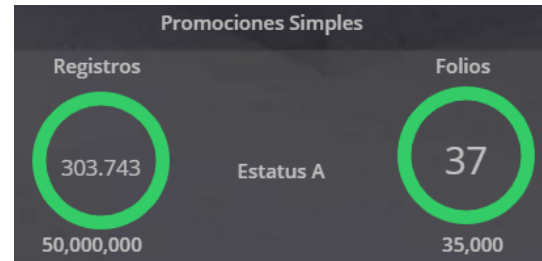 Promociones Simples
Registros Folios
303.743 Estatus A 37
50,000,000 35,000